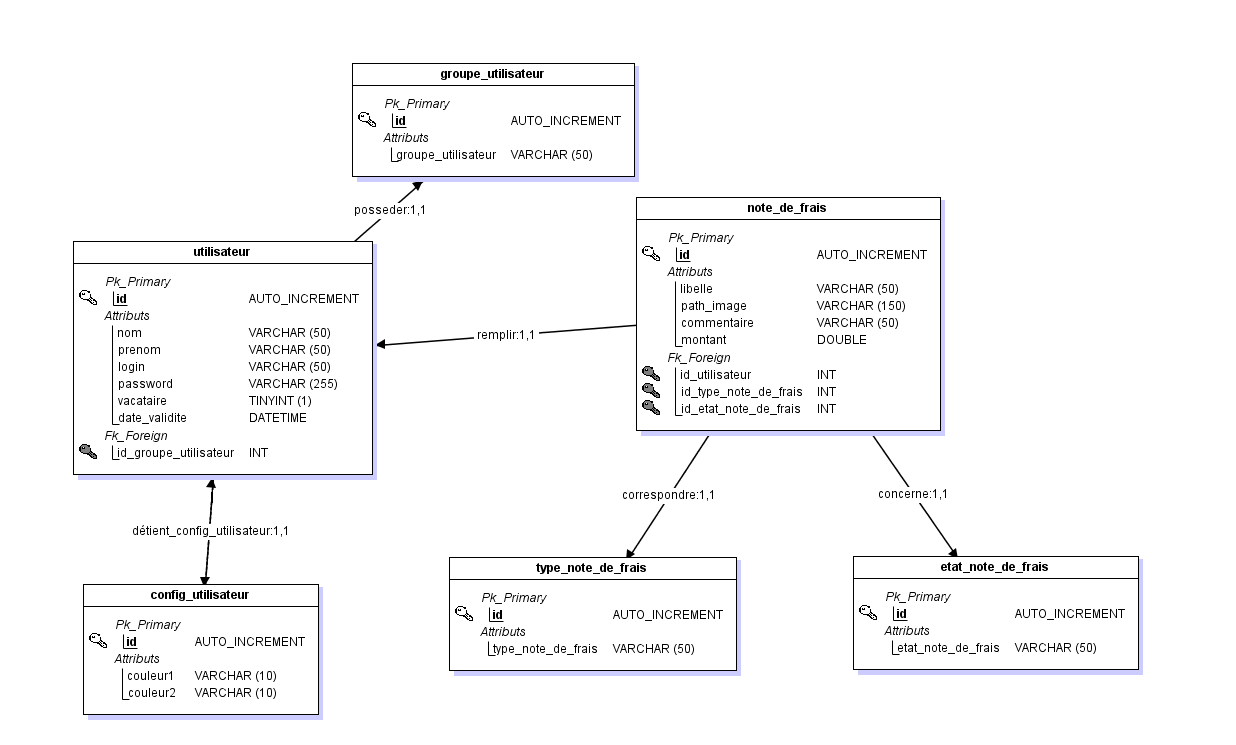 groupe_utilisateur
Pk_Primary
id AUTO_INCREMENT
Attributs
groupe_utilisateur VARCHAR (50)
posseder:1,1
note_de_frais
Pk_Primary
id AUTO_INCREMENT
Attributs
libelle VARCHAR (50)
path_image VARCHAR (150)
commentaire VARCHAR (50)
montant DOUBLE
Fk_Foreign
id_utilisateur INT
id_type_note_de_frais INT
id_etat_note_de_frais INT
utilisateur
Pk_Primary
id AUTO_INCREMENT
Attributs
nom VARCHAR (50)
prenom VARCHAR (50)
login VARCHAR (50)
password VARCHAR (255)
vacataire TINYINT (1)
date_validite DATETIME
Fk_Foreign
id_groupe_utilisateur INT
remplir:1,1
correspondre:1,1
concerne:1,1
détient_config_utilisateur:1,1
config_utilisateur
Pk_Primary
id AUTO_INCREMENT
Attributs
couleur1 VARCHAR (10)
couleur2 VARCHAR (10)
type_note_de_frais
Pk_Primary
id AUTO_INCREMENT
Attributs
type_note_de_frais VARCHAR (50)
etat_note_de_frais
Pk_Primary
id AUTO_INCREMENT
Attributs
etat_note_de_frais VARCHAR (50)